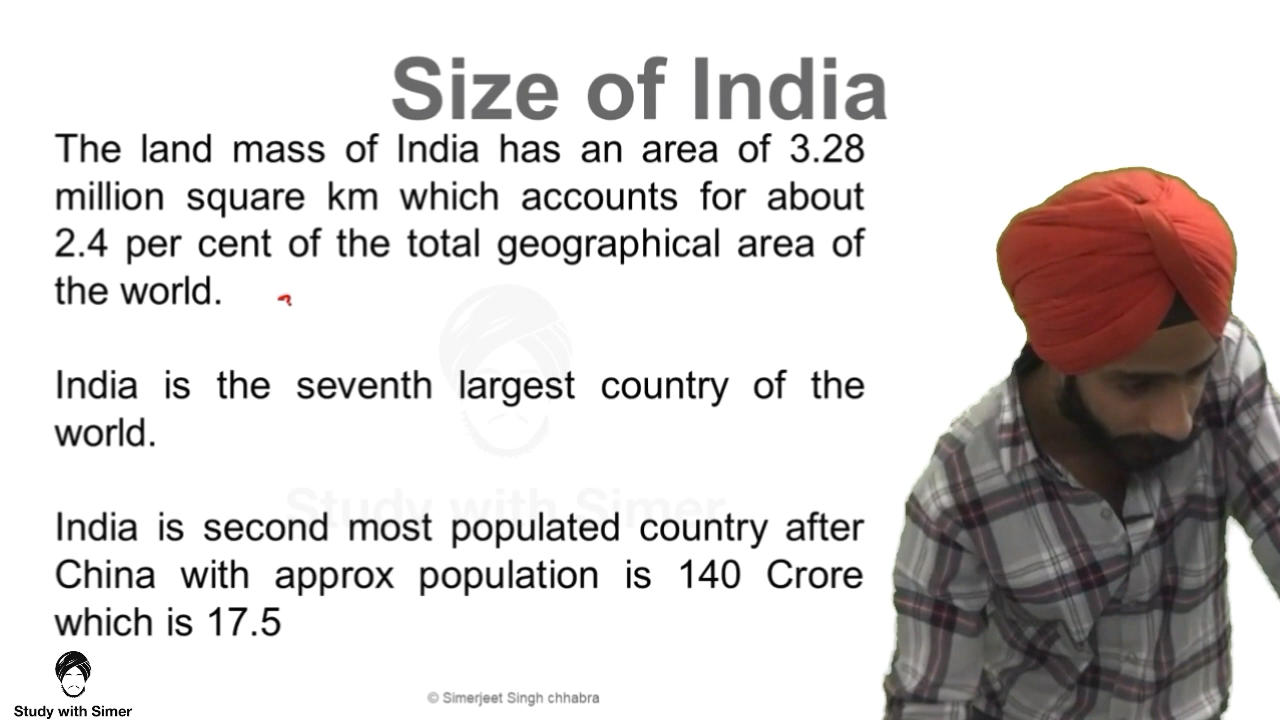 Size of India
The land mass of India has an area of 3.28
million square km which accounts for about
2.4 per cent of the total geographical area of
the world.
India is the seventh largest country of the
world.
Study with Simer
India is second most populated country after
China with approx population is 140 Crore
which is 17.5
Study with Simer
© Simerjeet Singh chhabra